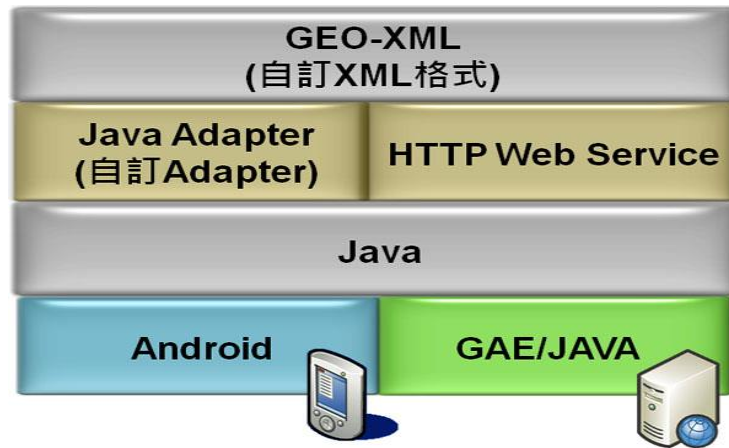 GEO-XML
(自訂XML格式)
Java Adapter
(自訂Adapter)
HTTP Web Service
Java
Android
GAE/JAVA